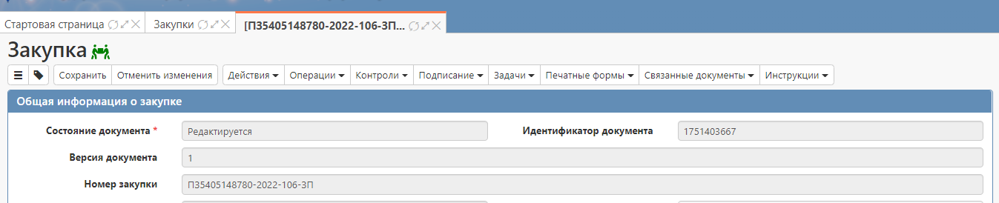 Стартовая страница Закупки [П35405148780-2022-106-ЗП...
Закупка
Сохранить Отменить изменения Действия Операции Контроли Подписание Задачи Печатные формы Связанные документы Инструкции
Общая информация о закупке
Состояние документа * Редактируется Идентификатор документа 1751403667
Версия документа 1
Номер закупки П35405148780-2022-106-ЗП